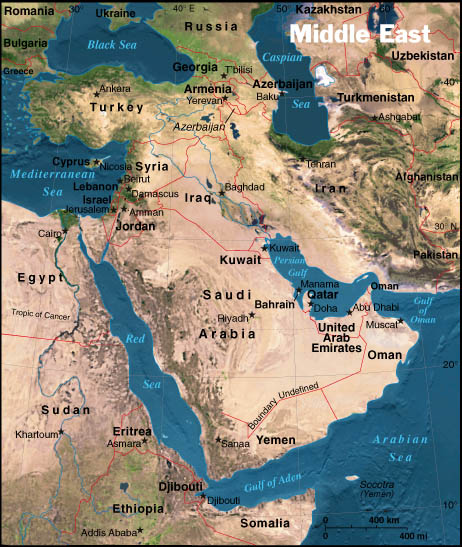 Romania
Ukraine
40° E
50°
Kazakhstan
Russia
Middle East
Bulgaria
Black Sea
Caspian
Sea
Uzbekistan
Georgia
T'bilisi
Greece
Ankara
Armenia
Yerevan
Azerbaijan
Baku
40°
Turkmenistan
Turkey
Azerbaijan
Ashgabat
Cyprus
Nicosia
Syria
Tehran
Mediterranean
Sea
Beirut
Lebanon
Damascus
Baghdad
Iran
Afghanistan
Israel
Iraq
Jerusalem
Amman
Jordan
Cairo
30° N
Kuwait
Kuwait
Pakistan
Persian
Gulf
Egypt
Saudi
Arabia
Manama
Bahrain
Qatar
Doha
Oman
Gulf
of
Oman
Abu Dhabi
Riyadh
Tropic of Cancer
United
Arab
Emirates
Muscat
Oman
Red
Sea
20°
Boundary Undefined
Sudan
Eritrea
Khartoum
Asmara
Sanaa
Yemen
Arabian
Sea
Djibouti
Djibouti
Gulf of Aden
Socotra
(Yemen)
Ethiopia
10°
Addis Ababa
Somalia
0
400 km
0
400 mi